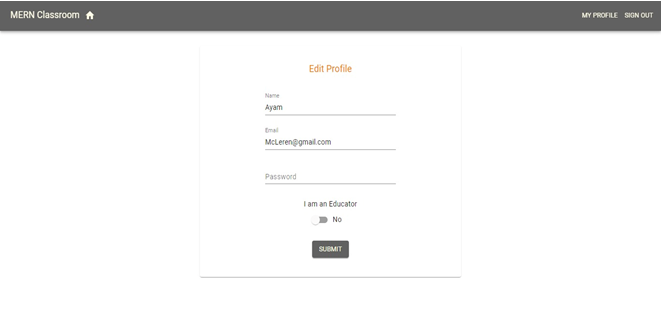 MERN Classroom MY PROFILE SIGN OUT
Edit Profile
Name
Ayam
Email
McLeren@gmail.com
Password
I am an Educator
No
SUBMIT